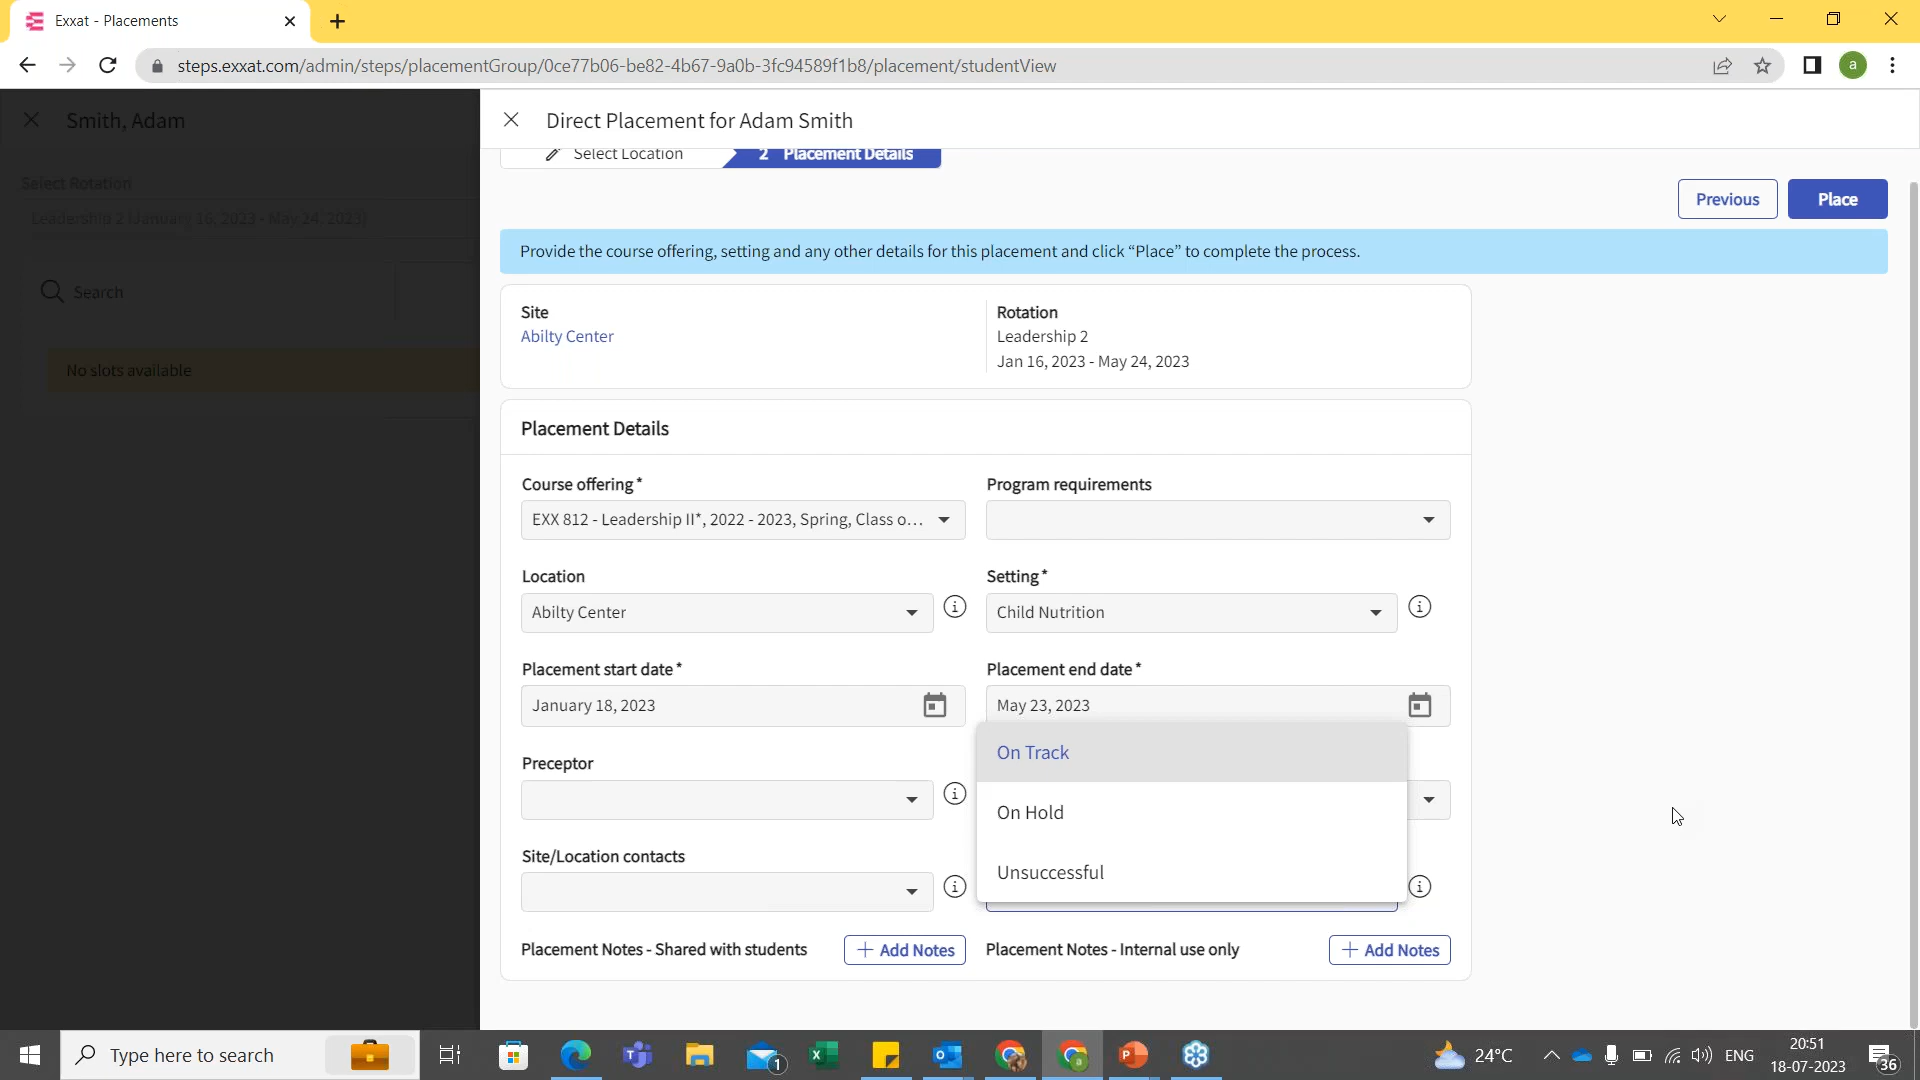 Exxat - Placements
steps.exxat.com/admin/steps/placementGroup/0ce77b06-be82-4b67-9a0b-3fc94589f1b8/placement/studentView
a
Smith, Adam
Direct Placement for Adam Smith
Select Location
2 Placement Details
Select Rotation
Leadership 2 (January 16, 2023 - May 24, 2023)
Previous
Place
Provide the course offering, setting and any other details for this placement and click “Place” to complete the process.
Search
No slots available
Site
Abilty Center
Rotation
Leadership 2
Jan 16, 2023 - May 24, 2023
Placement Details
Course offering*
EXX 812 - Leadership II*, 2022 - 2023, Spring, Class o...
Program requirements
Location
Abilty Center
Setting*
Child Nutrition
Placement start date*
January 18, 2023
Placement end date*
May 23, 2023
Preceptor
On Track
On Hold
Unsuccessful
Site/Location contacts
Placement Notes - Shared with students
Add Notes
Placement Notes - Internal use only
Add Notes
Type here to search
1
24°C
ENG
20:51
18-07-2023
36